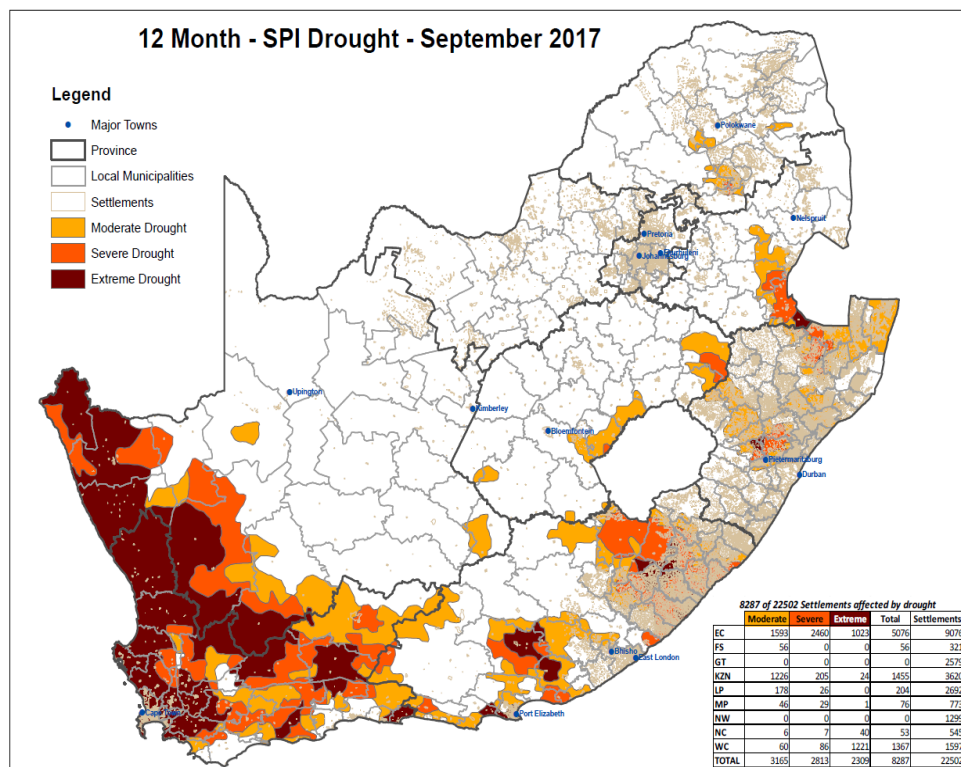 12 Month - SPI Drought - September 2017
Legend
Major Towns
Province
Local Municipalities
Settlements
Moderate Drought
Severe Drought
Extreme Drought
Polokwane
Nelspruit
Pretoria
Johannesburg
Upington
Kimberley
Bloemfontein
Pietermaritzburg
Durban
Bhisho
East London
Cape Town
Port Elizabeth
8287 of 22502 Settlements affected by drought
Moderate Severe Extreme Total Settlements
EC 1593 2460 1023 5076 9076
FS 56 0 0 56 321
GT 0 0 0 0 2579
KZN 1226 205 24 1455 3620
LP 178 26 0 204 2692
MP 46 29 1 76 773
NW 0 0 0 0 1299
NC 6 7 40 53 545
WC 60 86 1221 1367 1597
TOTAL 3165 2813 2309 8287 22502